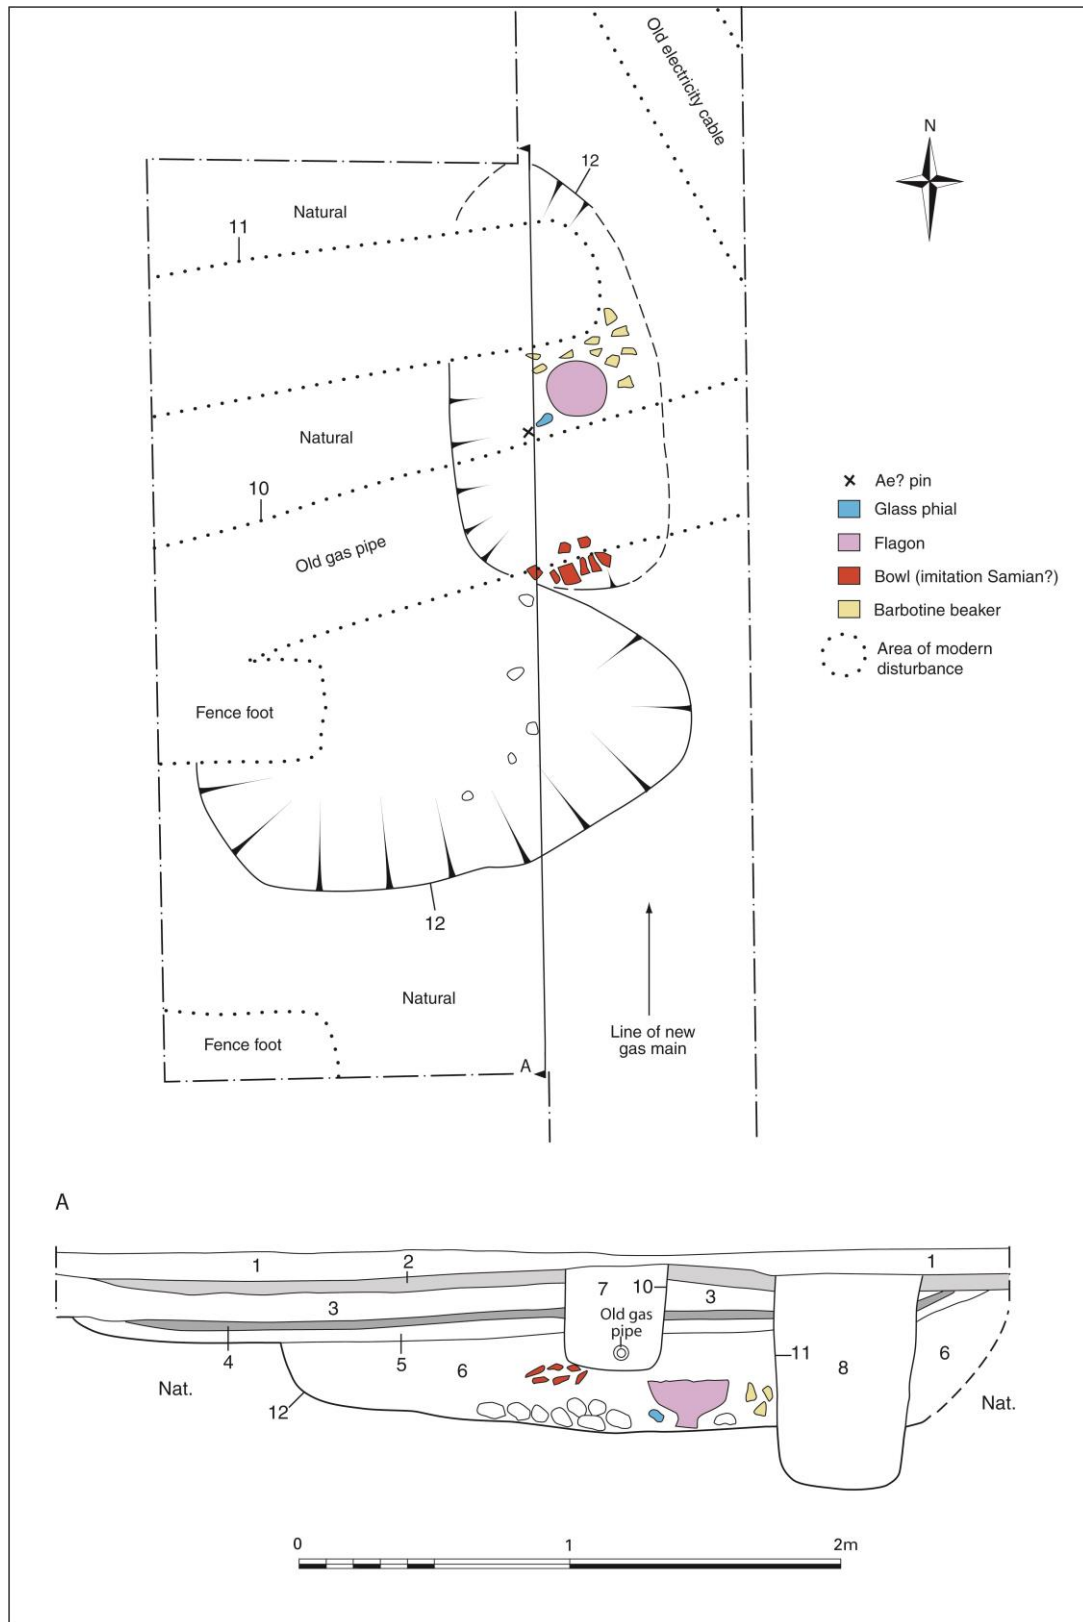 Old electricity cable
N
12
Natural
11
Natural
10
Old gas pipe
Ae? pin
Glass phial
Flagon
Bowl (imitation Samian?)
Barbotine beaker
Area of modern
disturbance
Fence foot
12
Natural
Line of new
gas main
Fence foot
A
A
1
2
1
3
7
10
3
Old gas
pipe
4
5
6
11
8
6
Nat.
12
Nat.
0
1
2m